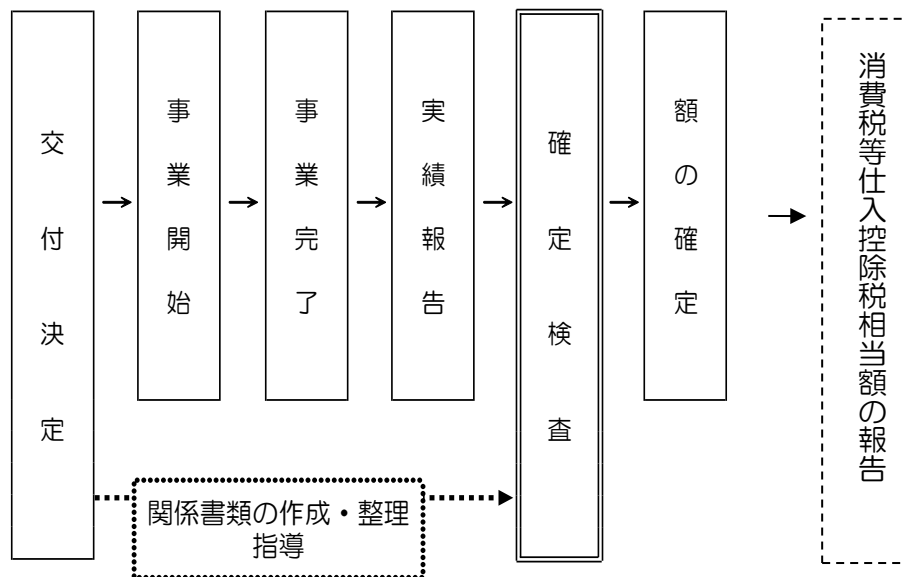 交付決定
事業開始
事業完了
実績報告
確定検査
額の確定
消費税等仕入控除税相当額の報告
関係書類の作成・整理
指導